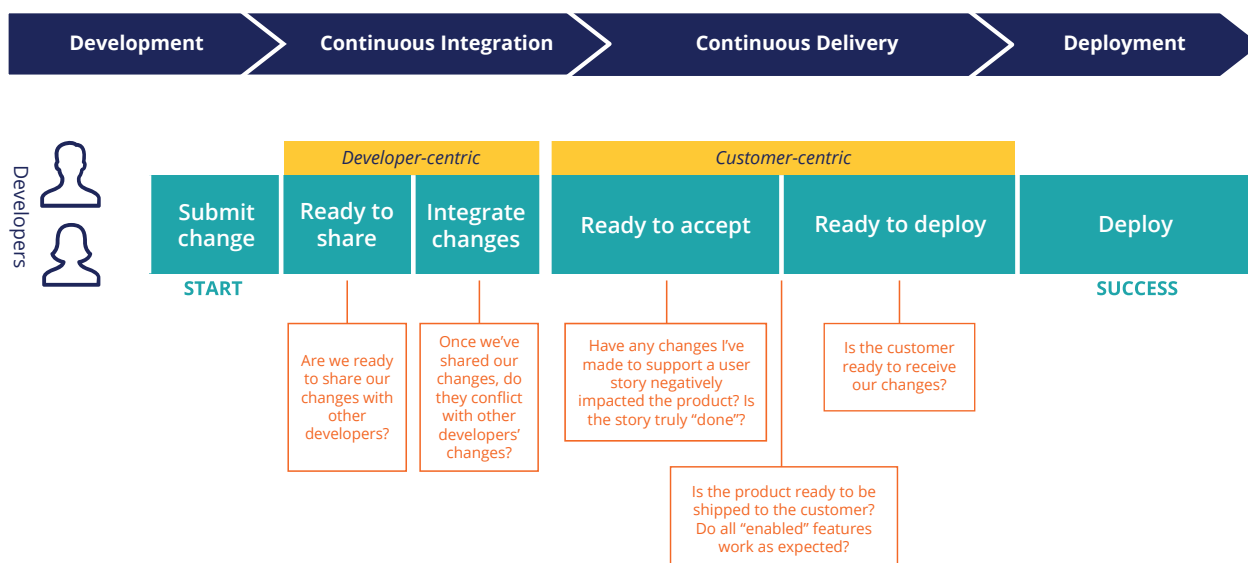 Development
Continuous Integration
Continuous Delivery
Deployment
Developers
Developer-centric
Customer-centric
Submit
change
Ready to
share
Integrate
changes
Ready to accept
Ready to deploy
Deploy
START
SUCCESS
Are we ready
to share our
changes with
other
developers?
Once we’ve
shared our
changes, do
they conflict
with other
developers’
changes?
Have any changes I’ve
made to support a user
story negatively
impacted the product? Is
the story truly “done”?
Is the customer
ready to receive
our changes?
Is the product ready to be
shipped to the customer?
Do all “enabled” features
work as expected?